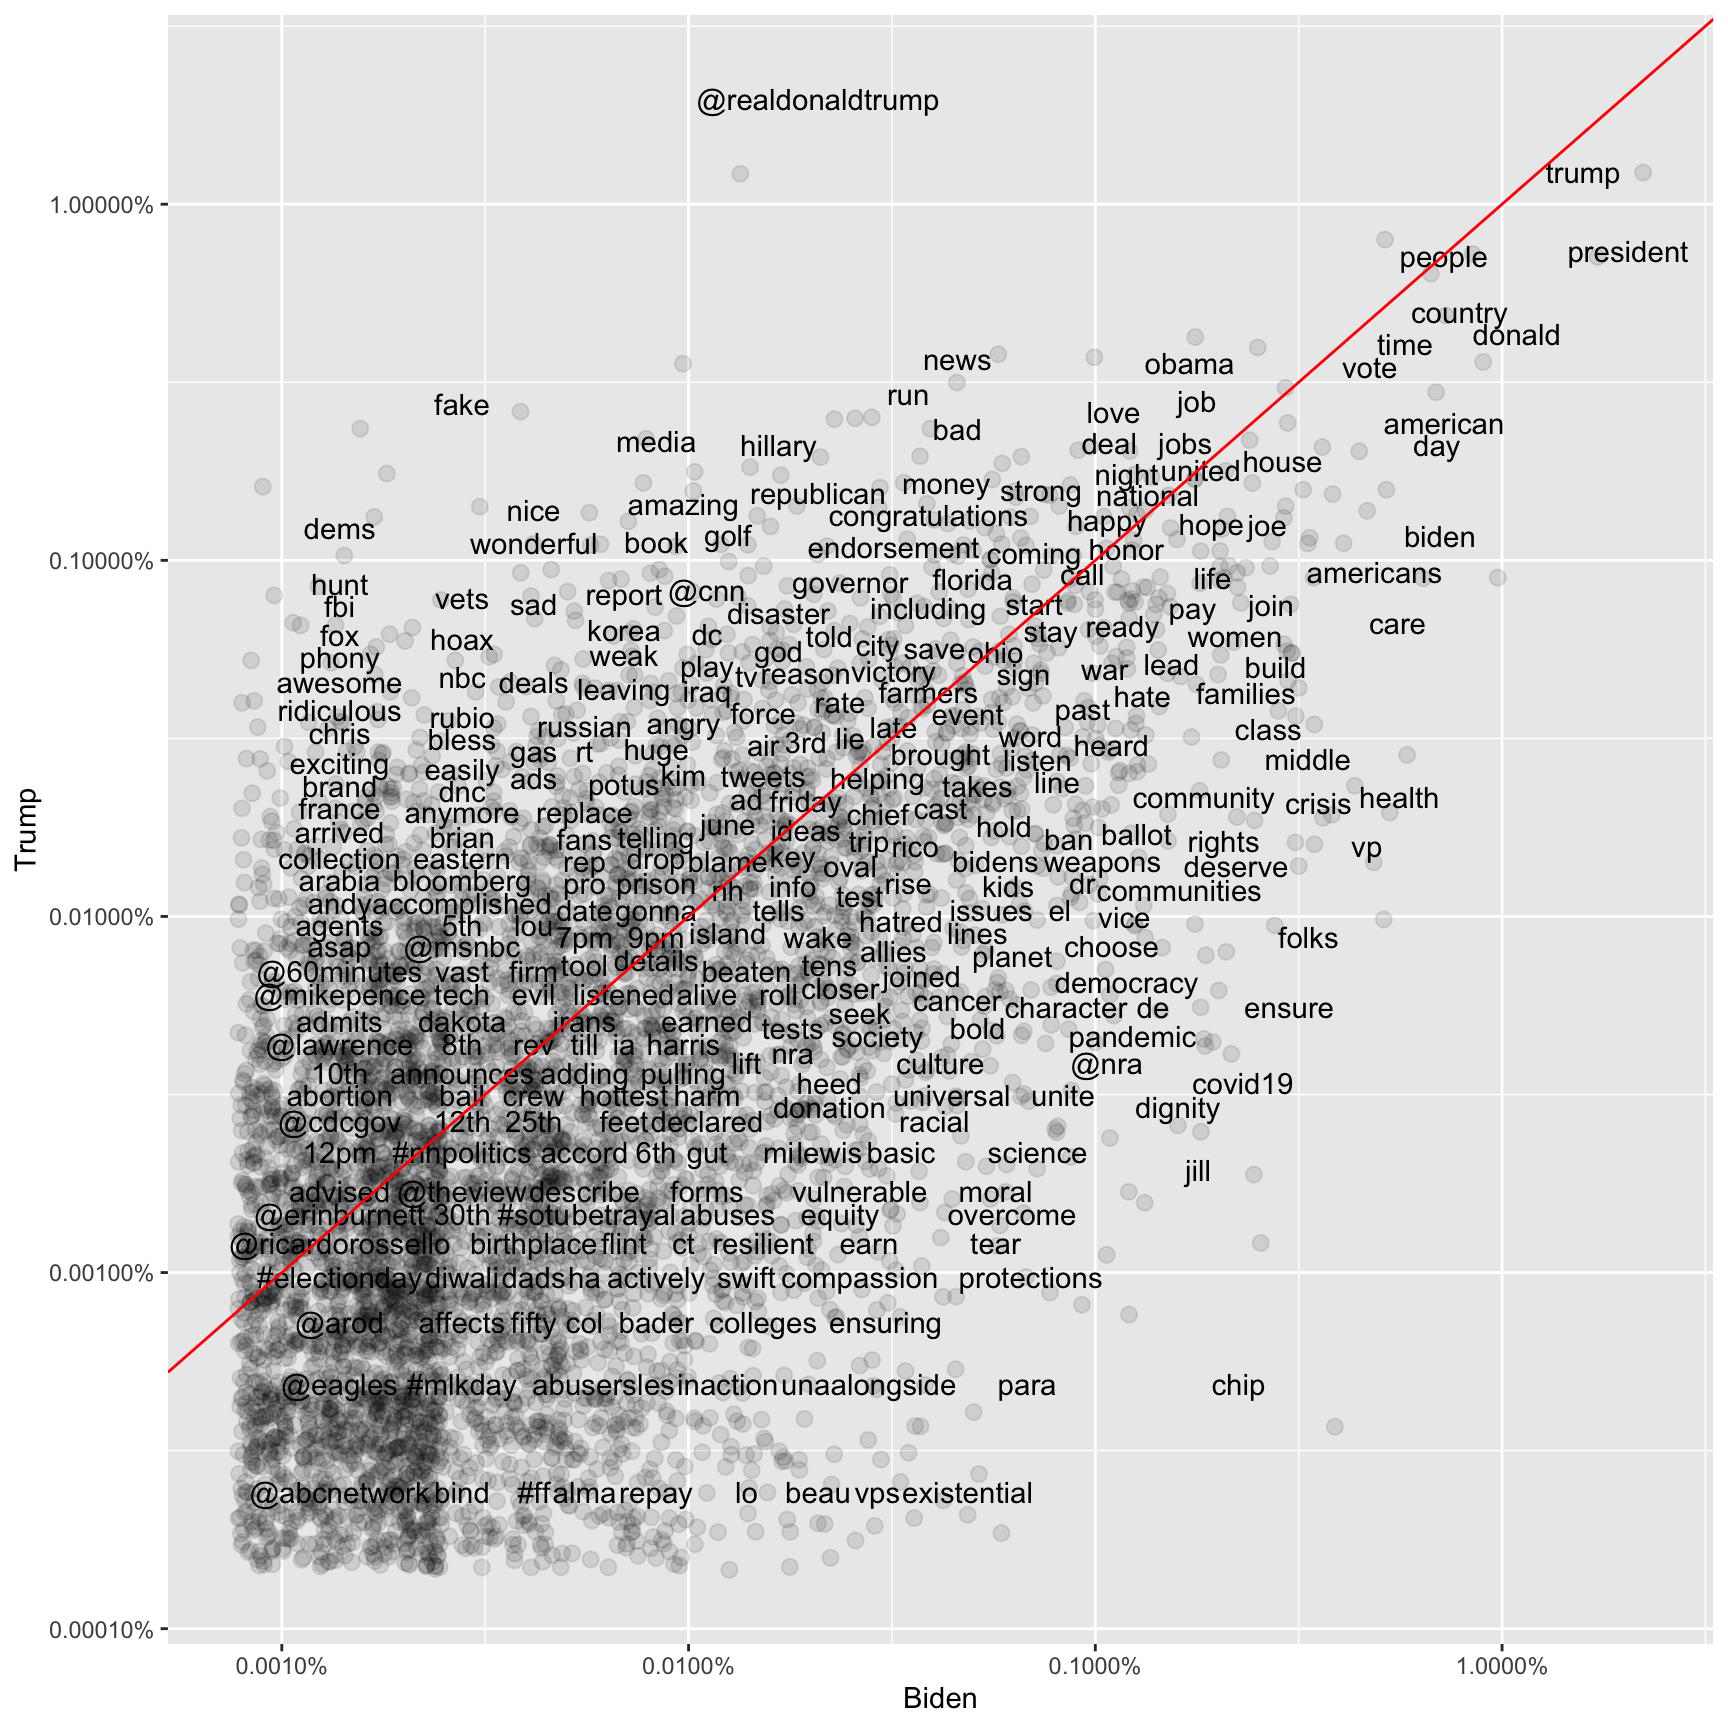 @realdonaldtrump
trump
1.00000%
people president
country
donald
time
news obama vote
run job
fake love
american
media hillary bad deal jobs day
house
night united
republican money strong national
nice amazing congratulations happy hope joe
dems golf biden
wonderful book endorsement coming honor
0.10000%
hunt governor florida call life americans
fbi vets sad report @cnn including start pay join
disaster
fox hoax korea dc told stay ready women care
phony weak god city save ohio
nbc play tv reason victory sign war lead build
awesome deals leaving iraq farmers hate families
ridiculous rubio force rate event past
chris bless russian angry late class
gas rt huge air 3rd lie word heard
exciting easily kim tweets brought listen middle
brand dnc ads potus helping takes line
france anymore replace ad friday chief cast community crisis health
arrived brian fans telling june ideas hold ban ballot rights
trip rico vp
collection eastern rep drop blame key oval bidens weapons deserve
arabia bloomberg pro prison nh info rise kids dr communities
andy accomplished date gonna tells test issues el vice
0.01000%
agents 5th lou 7pm 9pm island wake hatred lines folks
asap @msnbc details allies planet choose
@60minutes vast firm tool beaten tens joined democracy
@mikepence tech evil listened alive roll closer cancer character de ensure
admits dakota irans earned tests seek bold
@lawrence 8th rev till ia harris society pandemic
lift nra culture @nra
10th announces adding pulling heed covid19
abortion bail crew hottest harm donation universal unite dignity
@cdcgov 12th 25th feet declared racial
12pm #nhpolitics accord 6th gut mi lewis basic science
jill
advised @theview describe forms vulnerable moral
@erinburnett 30th #sotu betrayal abuses equity overcome
@ricardorossello birthplace flint ct resilient earn tear
0.00100%
#electionday diwali dads ha actively swift compassion protections
@arod affects fifty col bader colleges ensuring
@eagles #mlkday abusers les inaction una alongside para chip
@abcnetwork bind #ff alma repay lo beau vps existential
0.00010%
0.0010% 0.0100% 0.1000% 1.0000%
Biden
Trump